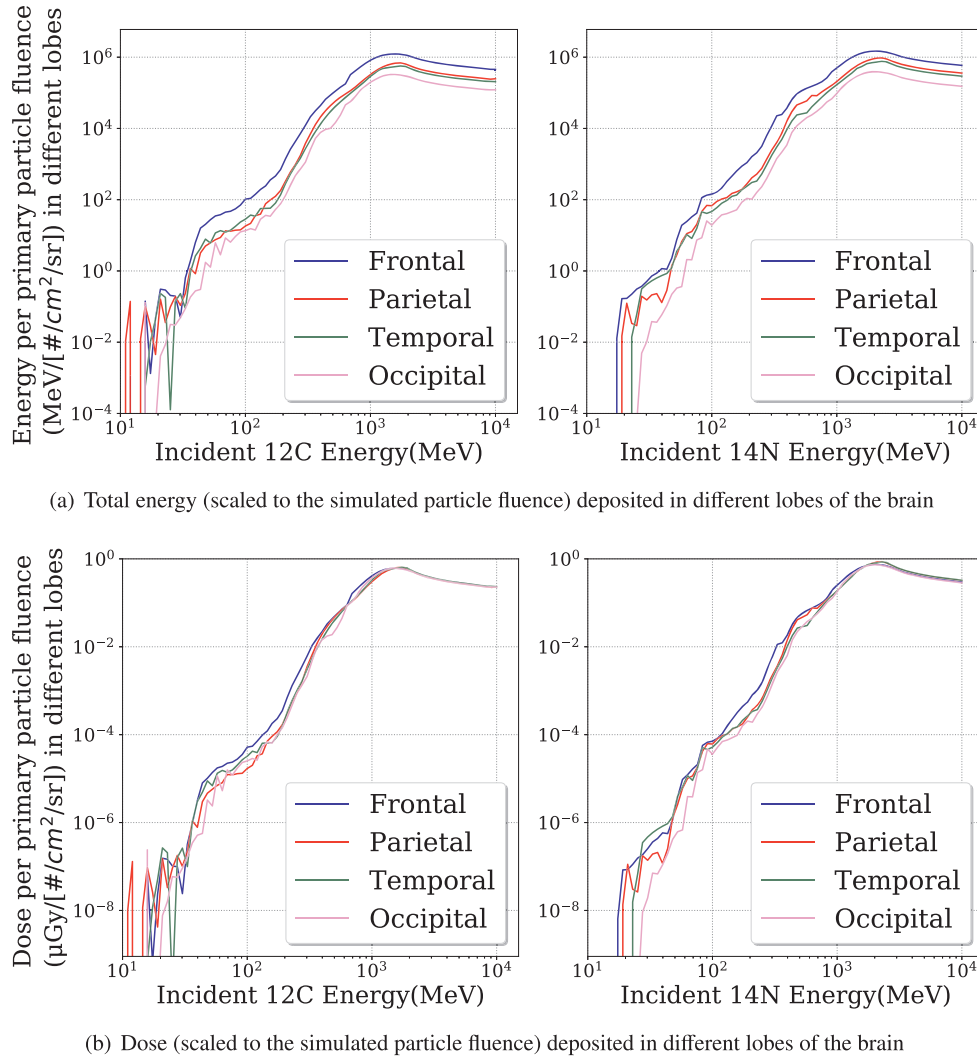 Energy per primary particle fluence
(MeV/[#/cm²/sr]) in different lobes
10⁶
10⁴
10²
10⁰
10⁻²
10⁻⁴
Frontal
Parietal
Temporal
Occipital
10¹ 10² 10³ 10⁴
Incident 12C Energy(MeV)
10⁶
10⁴
10²
10⁰
10⁻²
10⁻⁴
Frontal
Parietal
Temporal
Occipital
10¹ 10² 10³ 10⁴
Incident 14N Energy(MeV)
(a) Total energy (scaled to the simulated particle fluence) deposited in different lobes of the brain
Dose per primary particle fluence
(μGy/[#/cm²/sr]) in different lobes
10⁰
10⁻²
10⁻⁴
10⁻⁶
10⁻⁸
Frontal
Parietal
Temporal
Occipital
10¹ 10² 10³ 10⁴
Incident 12C Energy(MeV)
10⁰
10⁻²
10⁻⁴
10⁻⁶
10⁻⁸
Frontal
Parietal
Temporal
Occipital
10¹ 10² 10³ 10⁴
Incident 14N Energy(MeV)
(b) Dose (scaled to the simulated particle fluence) deposited in different lobes of the brain